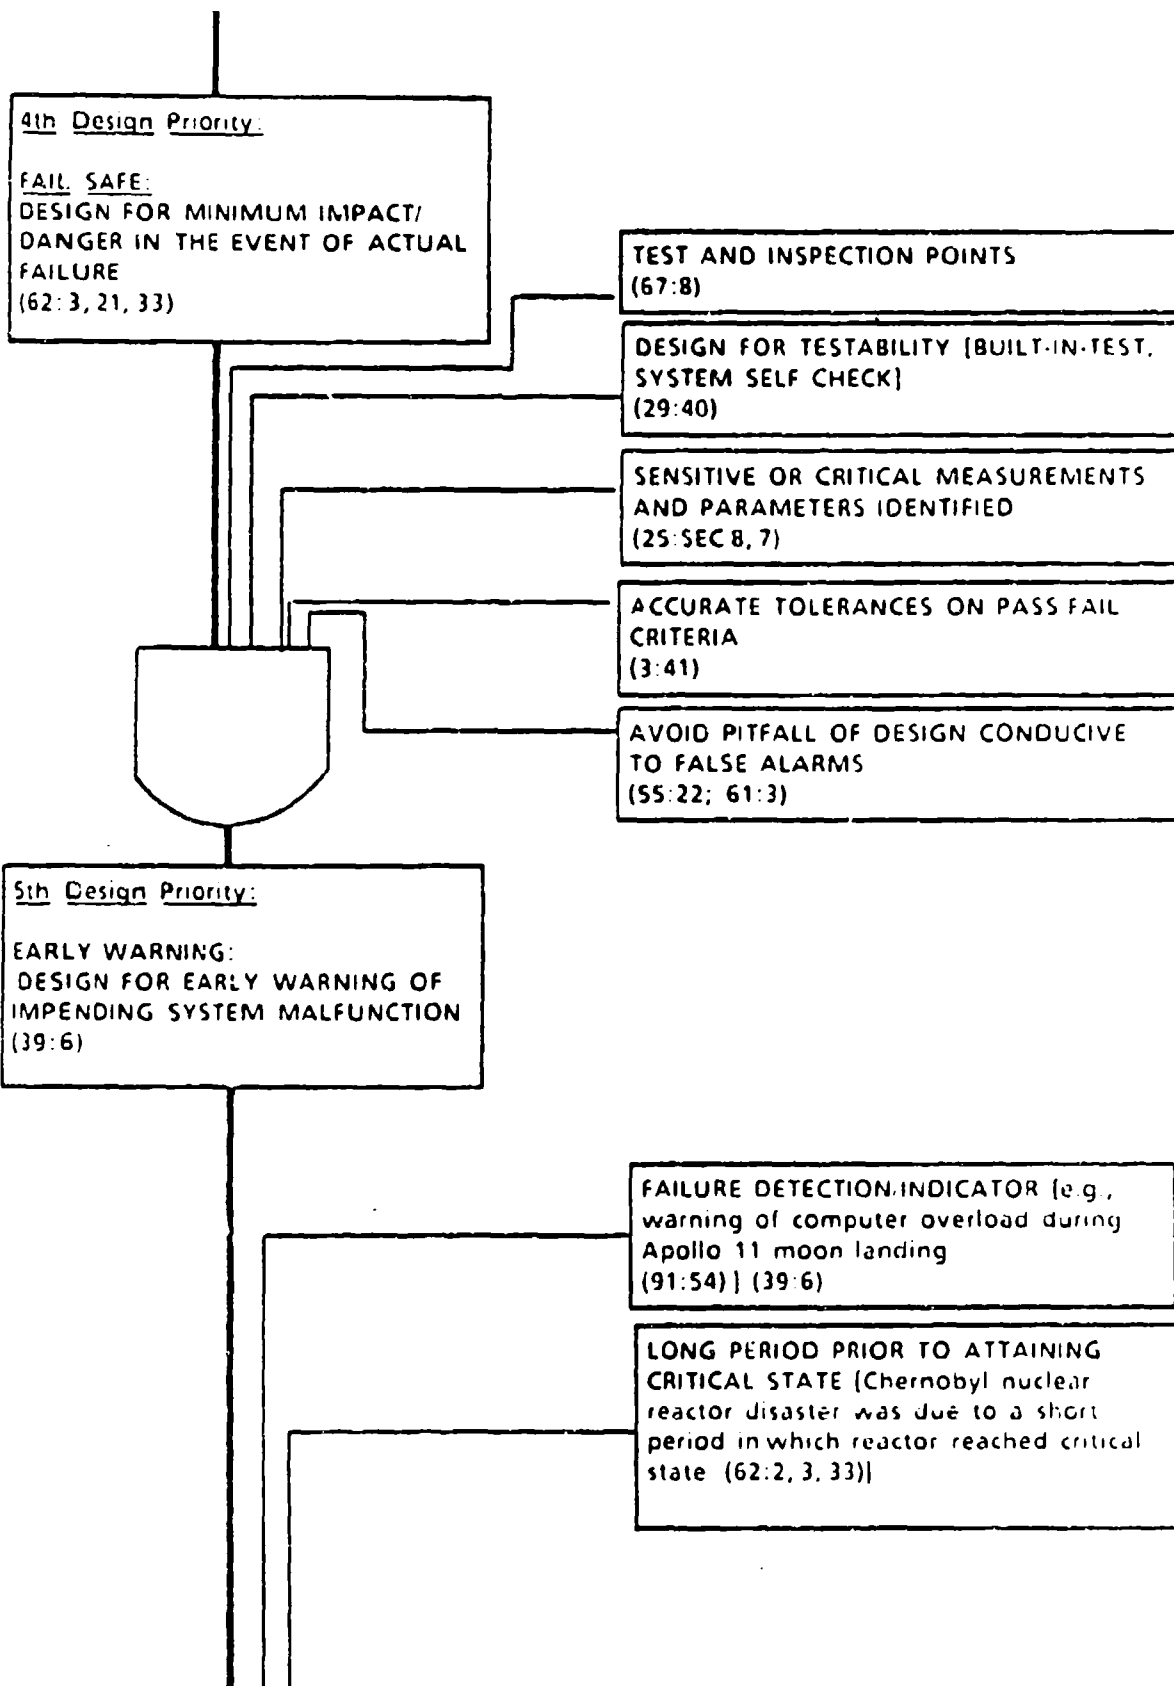 4th Design Priority:
FAIL SAFE:
DESIGN FOR MINIMUM IMPACT/
DANGER IN THE EVENT OF ACTUAL
FAILURE
(62:3, 21, 33)
TEST AND INSPECTION POINTS
(67:8)
DESIGN FOR TESTABILITY [BUILT-IN-TEST,
SYSTEM SELF CHECK]
(29:40)
SENSITIVE OR CRITICAL MEASUREMENTS
AND PARAMETERS IDENTIFIED
(25:SEC 8, 7)
ACCURATE TOLERANCES ON PASS FAIL
CRITERIA
(3:41)
AVOID PITFALL OF DESIGN CONDUCIVE
TO FALSE ALARMS
(55:22; 61:3)
5th Design Priority:
EARLY WARNING:
DESIGN FOR EARLY WARNING OF
IMPENDING SYSTEM MALFUNCTION
(39:6)
FAILURE DETECTION/INDICATOR [e.g.,
warning of computer overload during
Apollo 11 moon landing
(91:54)] (39:6)
LONG PERIOD PRIOR TO ATTAINING
CRITICAL STATE [Chernobyl nuclear
reactor disaster was due to a short
period in which reactor reached critical
state (62:2, 3, 33)]